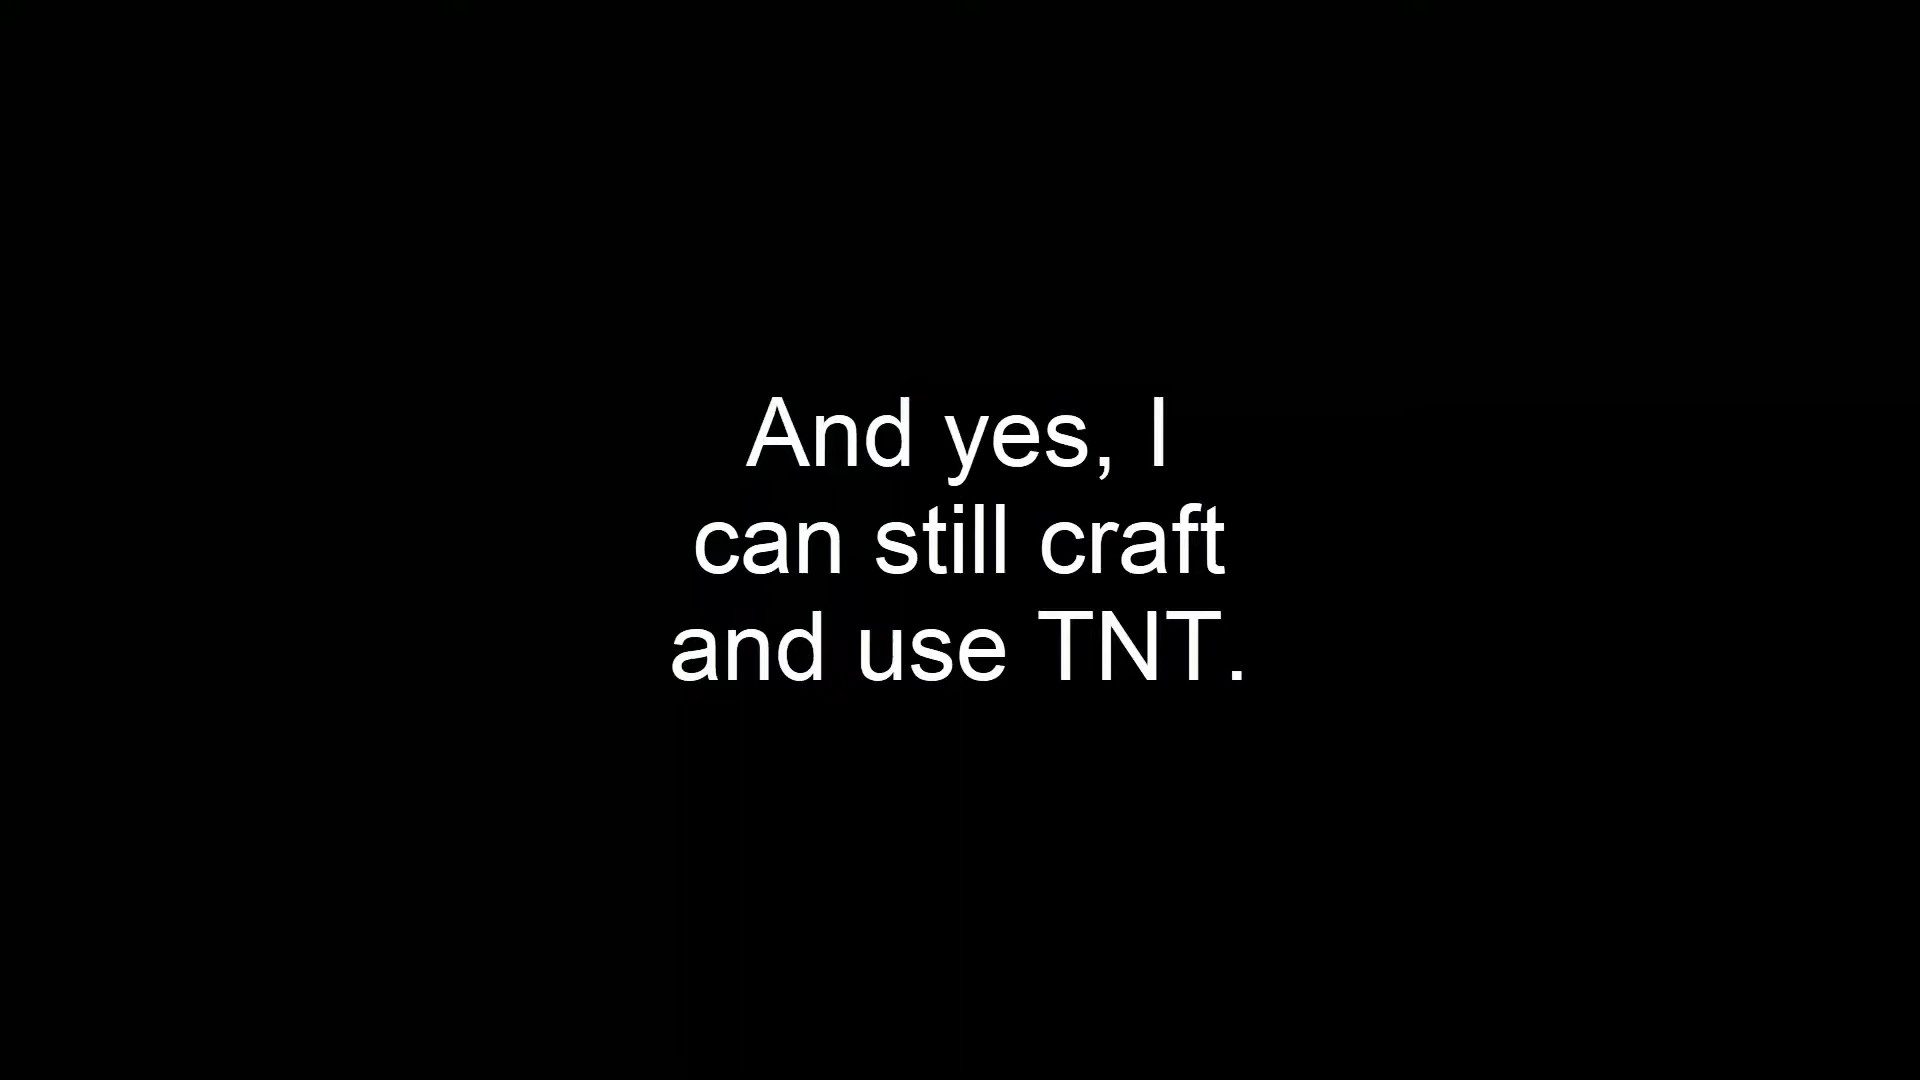 And yes, I
can still craft
and use TNT.